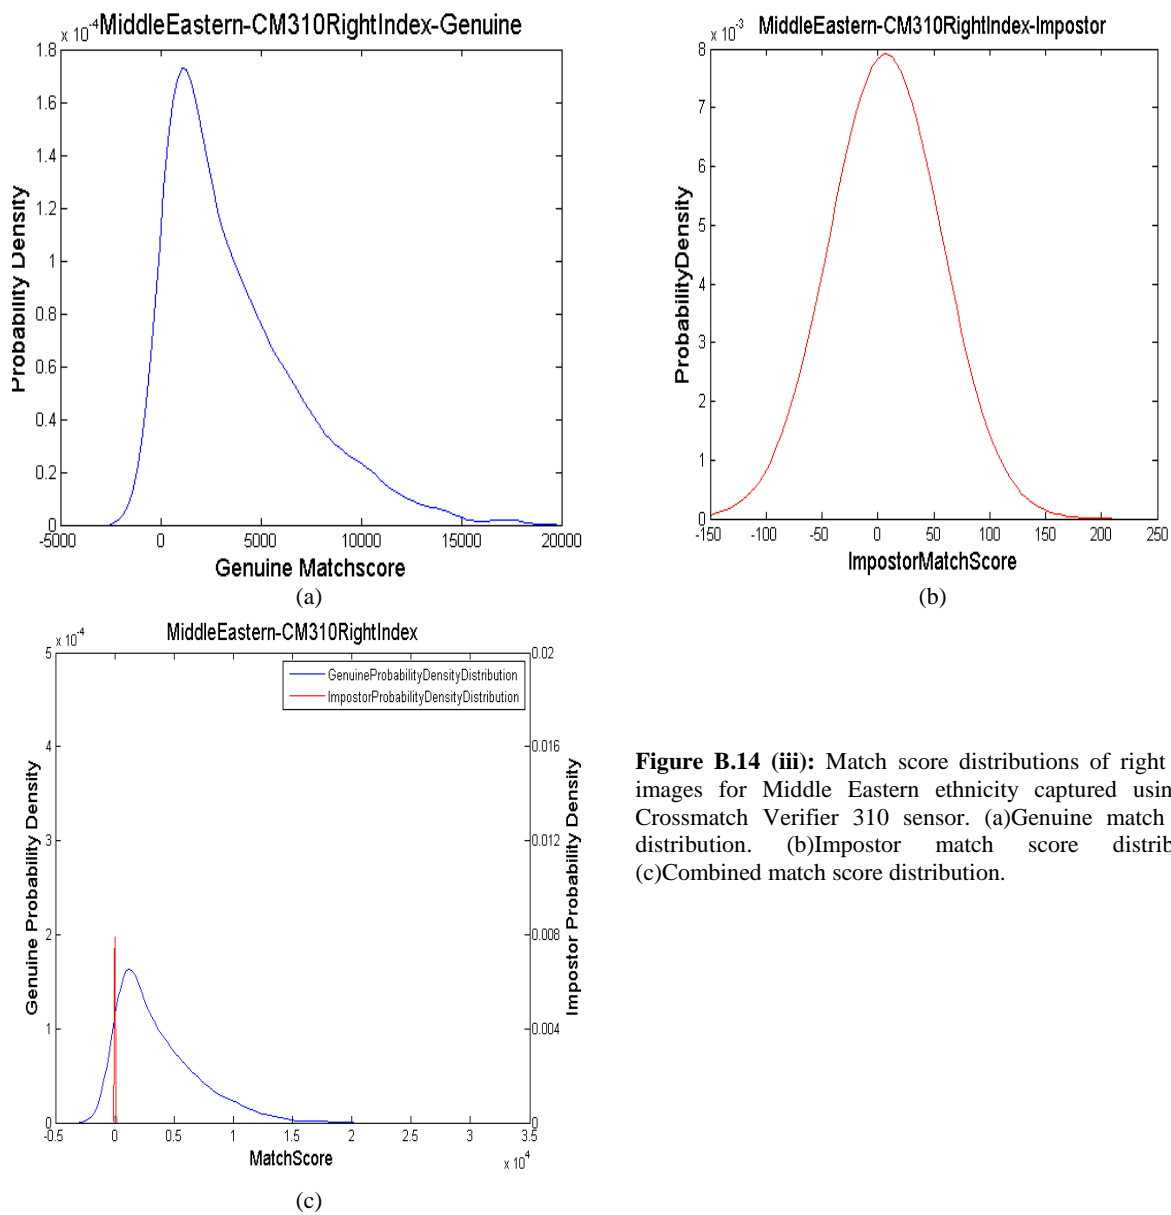 MiddleEastern-CM310RightIndex-Genuine
x 10^-4
1.8
1.6
1.4
1.2
1
0.8
0.6
0.4
0.2
0
-5000 0 5000 10000 15000 20000
Probability Density
Genuine Matchscore
(a)
MiddleEastern-CM310RightIndex-Impostor
x 10^-3
8
7
6
5
4
3
2
1
0
-150 -100 -50 0 50 100 150 200 250
ProbabilityDensity
ImpostorMatchScore
(b)
MiddleEastern-CM310RightIndex
x 10^-4
5
4
3
2
1
0
0.02
0.016
0.012
0.008
0.004
0
GenuineProbabilityDensityDistribution
ImpostorProbabilityDensityDistribution
Genuine Probability Density
Impostor Probability Density
-0.5 0 0.5 1 1.5 2 2.5 3 3.5
MatchScore
x 10^4
(c)
Figure B.14 (iii): Match score distributions of right
images for Middle Eastern ethnicity captured usin
Crossmatch Verifier 310 sensor. (a)Genuine match
distribution. (b)Impostor match score distrib
(c)Combined match score distribution.